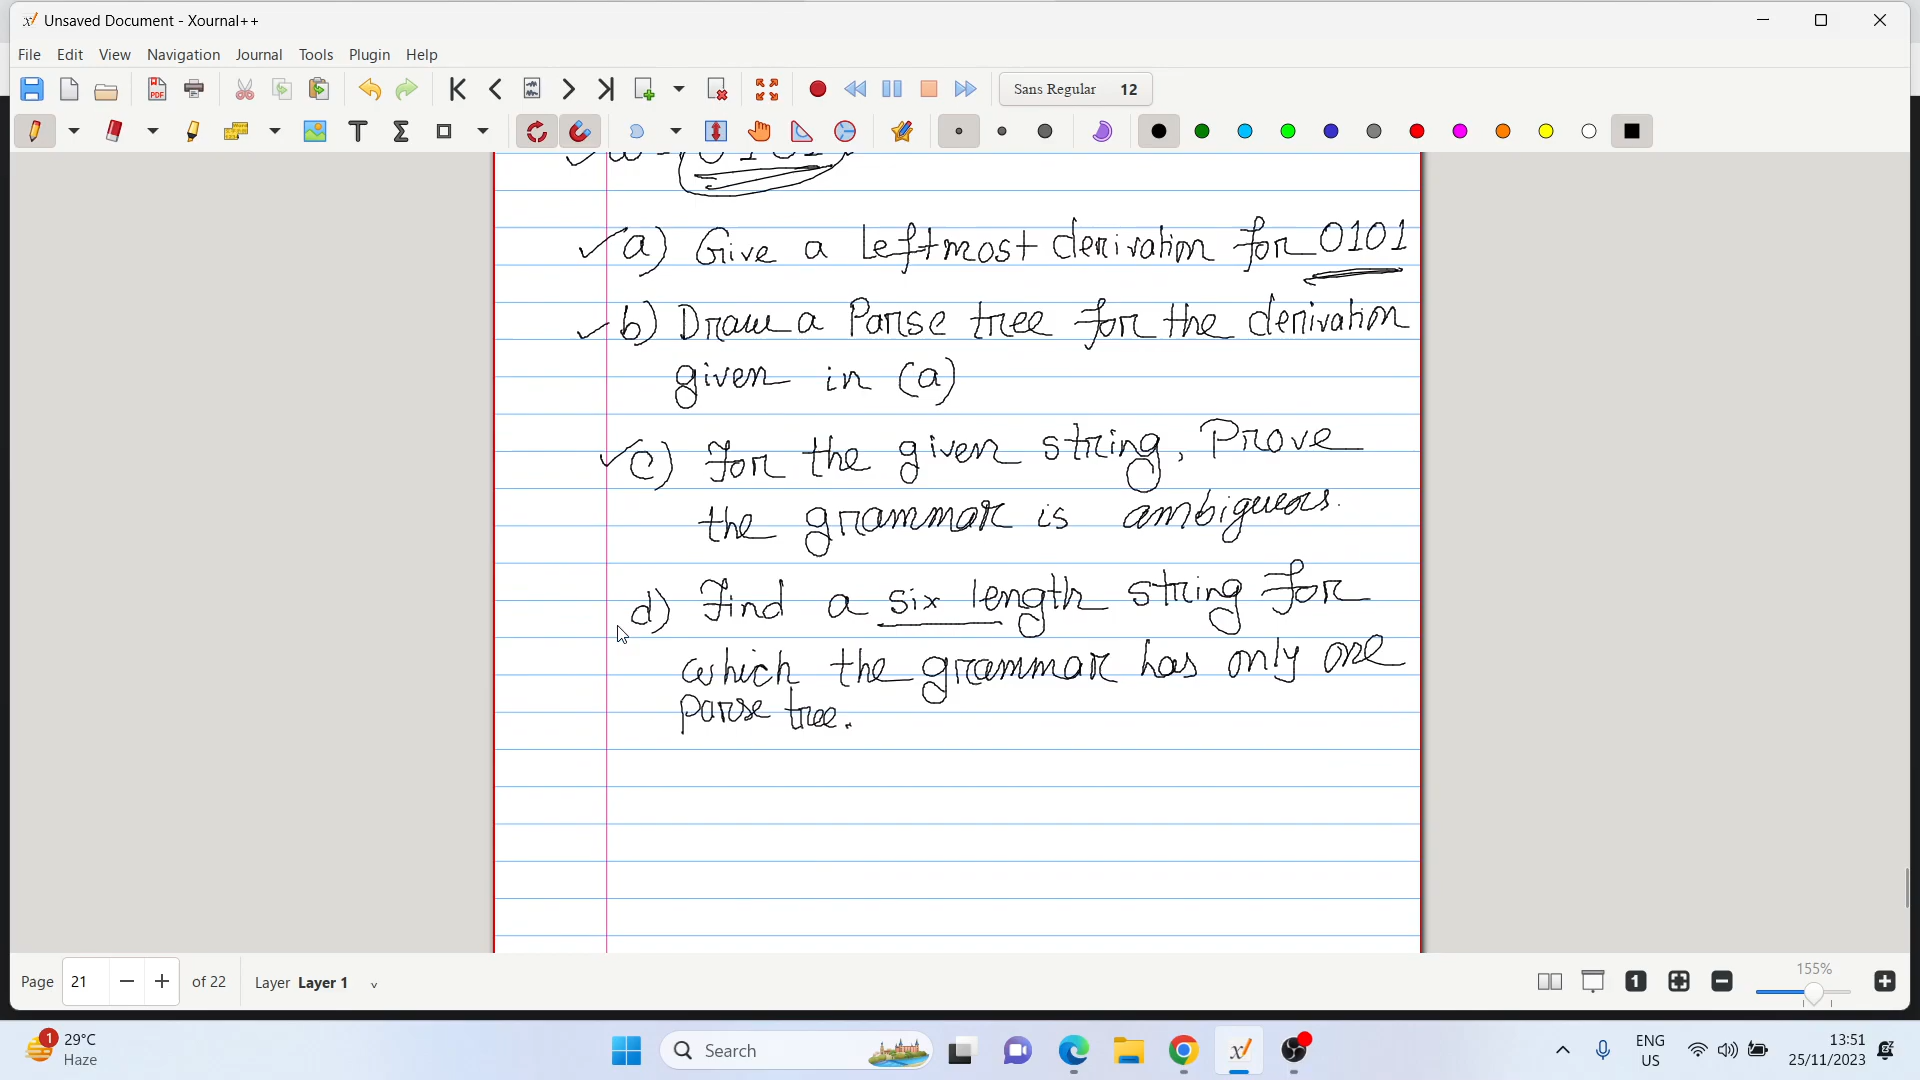 Unsaved Document - Xournal++
File Edit View Navigation Journal Tools Plugin Help
Sans Regular 12
a) Give a leftmost derivation for 0101
b) Draw a Parse tree for the derivation
given in (a)
c) For the given string, Prove
the grammar is ambiguous.
d) Find a six length string for
which the grammar has only one
parse tree.
Page 21 of 22 Layer Layer 1
155%
1
29°C
Haze
Search
ENG
US
13:51
25/11/2023